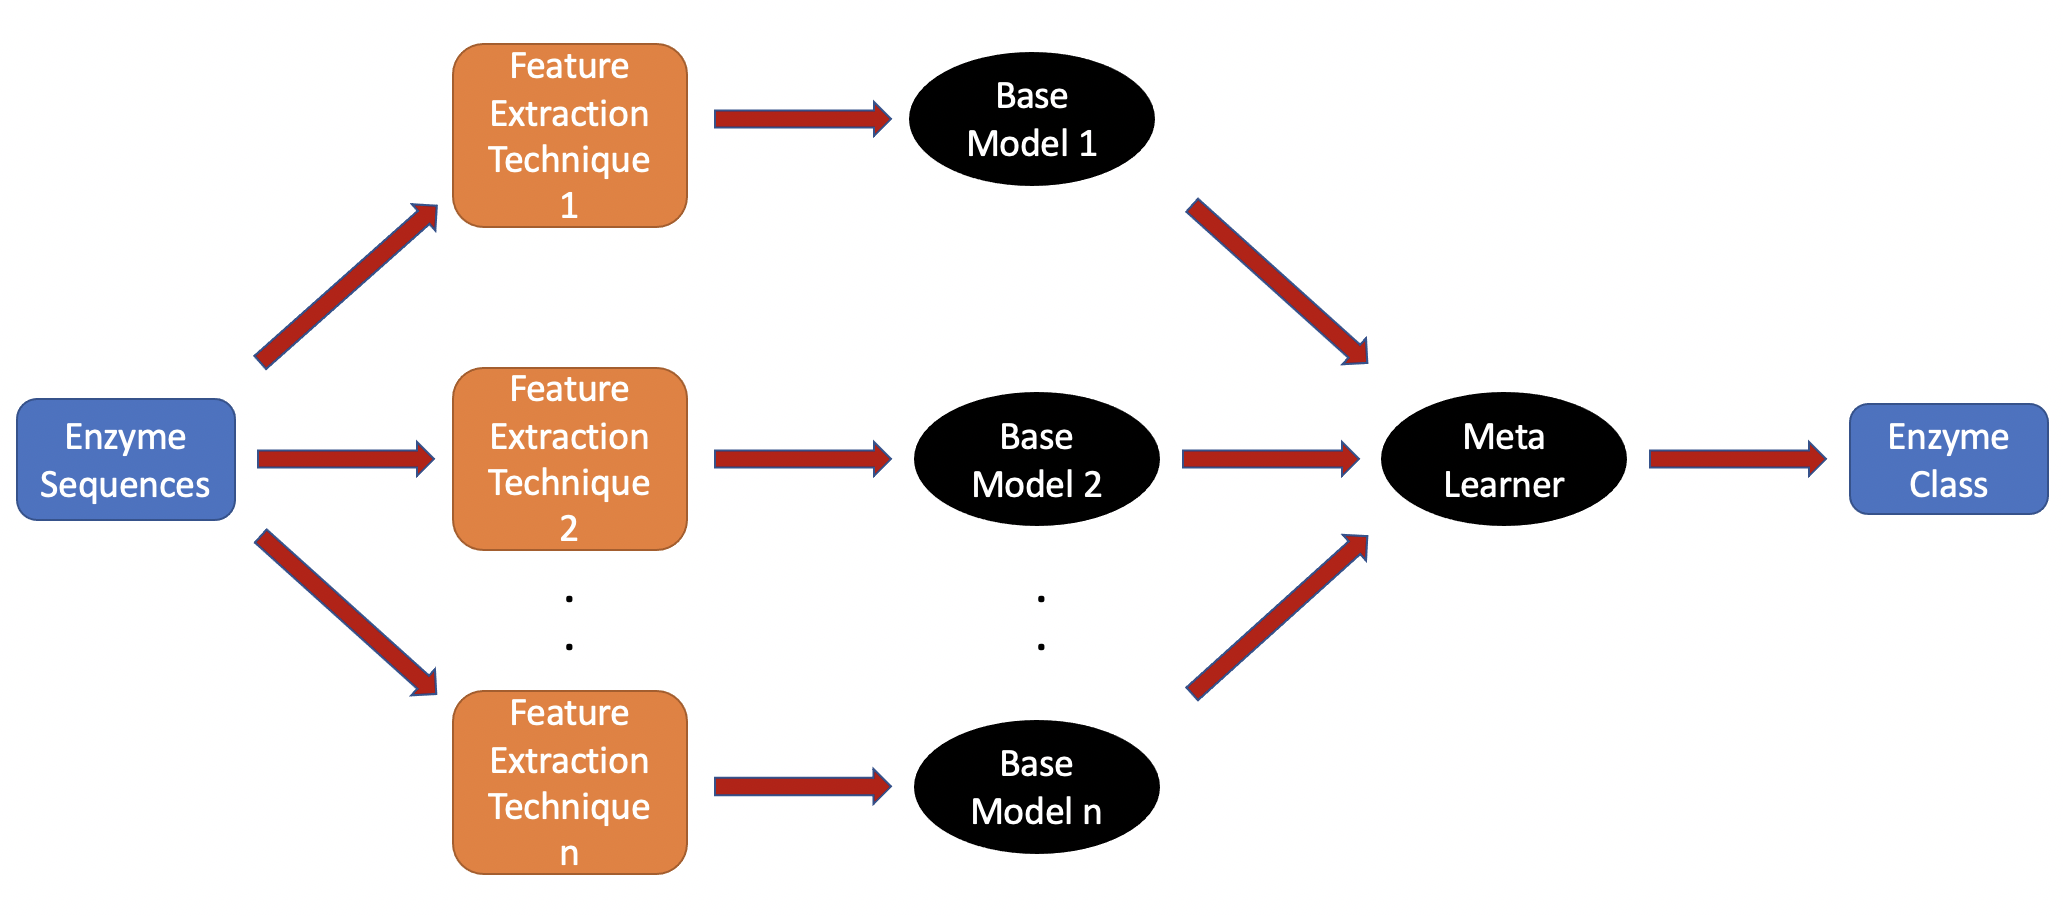 Feature
Extraction
Technique
1
Base
Model 1
Enzyme
Sequences
Feature
Extraction
Technique
2
Base
Model 2
Meta
Learner
Enzyme
Class
.
.
.
.
Feature
Extraction
Technique
n
Base
Model n